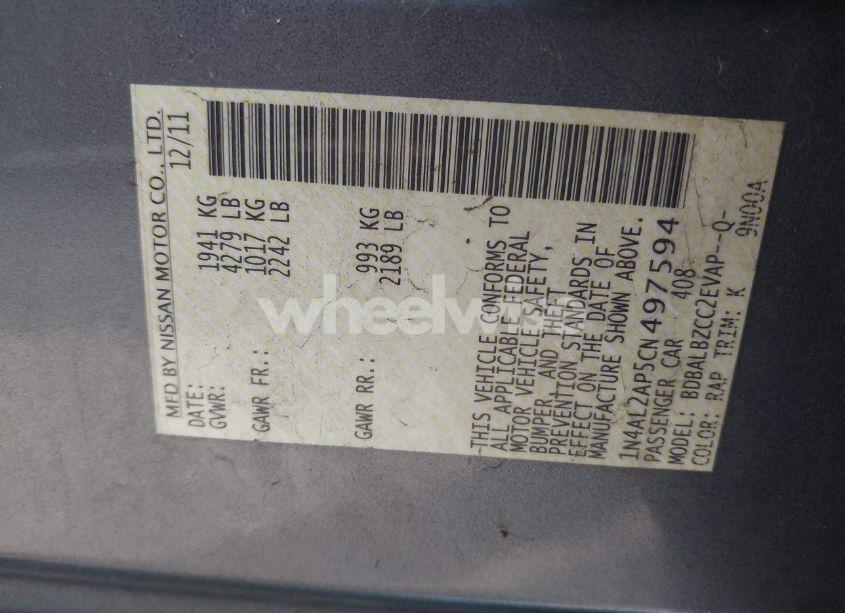 MFD BY NISSAN MOTOR CO., LTD.
DATE: 12/11
GVWR: 1941 KG
4279 LB
GAWR FR.: 1017 KG
2242 LB
GAWR RR.: 993 KG
2189 LB
THIS VEHICLE CONFORMS TO
ALL APPLICABLE FEDERAL
MOTOR VEHICLE SAFETY,
BUMPER, AND THEFT
PREVENTION STANDARDS IN
EFFECT ON THE DATE OF
MANUFACTURE SHOWN ABOVE.
1N4AL2AP5CN497594
PASSENGER CAR 408
MODEL: BDBALBZCC2EVAP--Q-
COLOR: RAP TRIM: K 9N00A